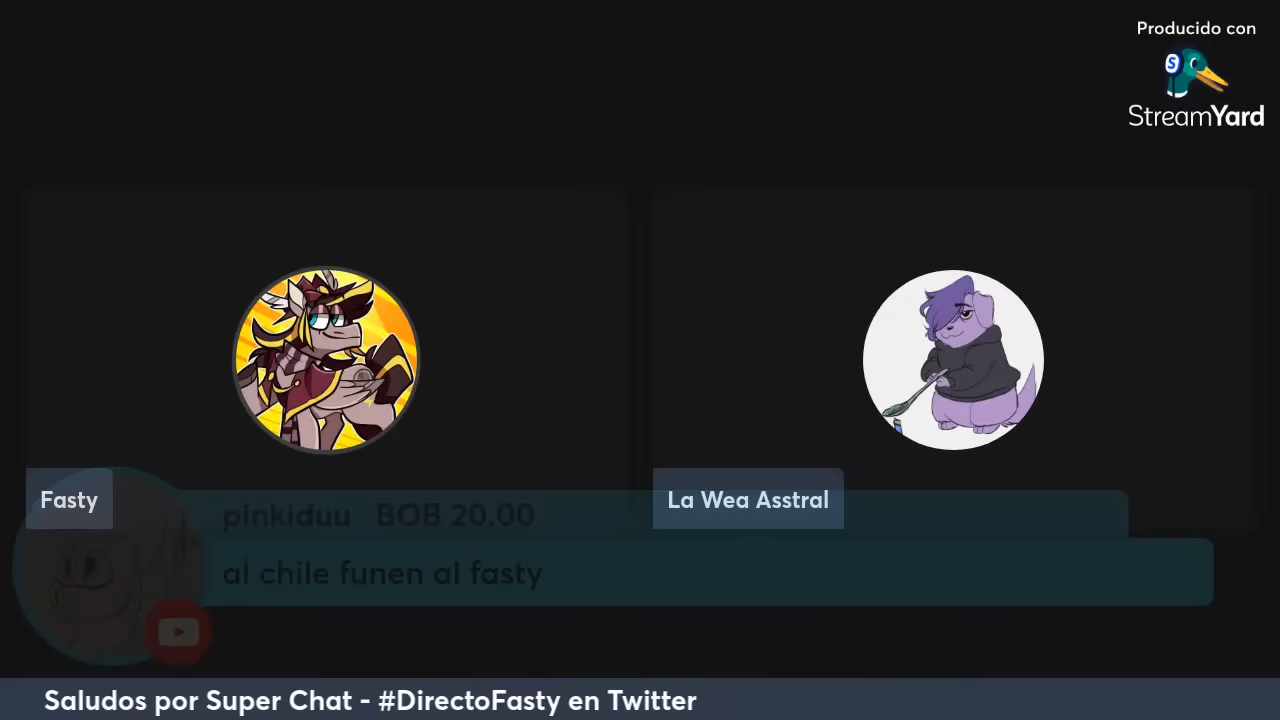 Producido con
S
StreamYard
Fasty
La Wea Asstral
pinkiduu BOB 20.00
al chile funen al fasty
Saludos por Super Chat - #DirectoFasty en Twitter